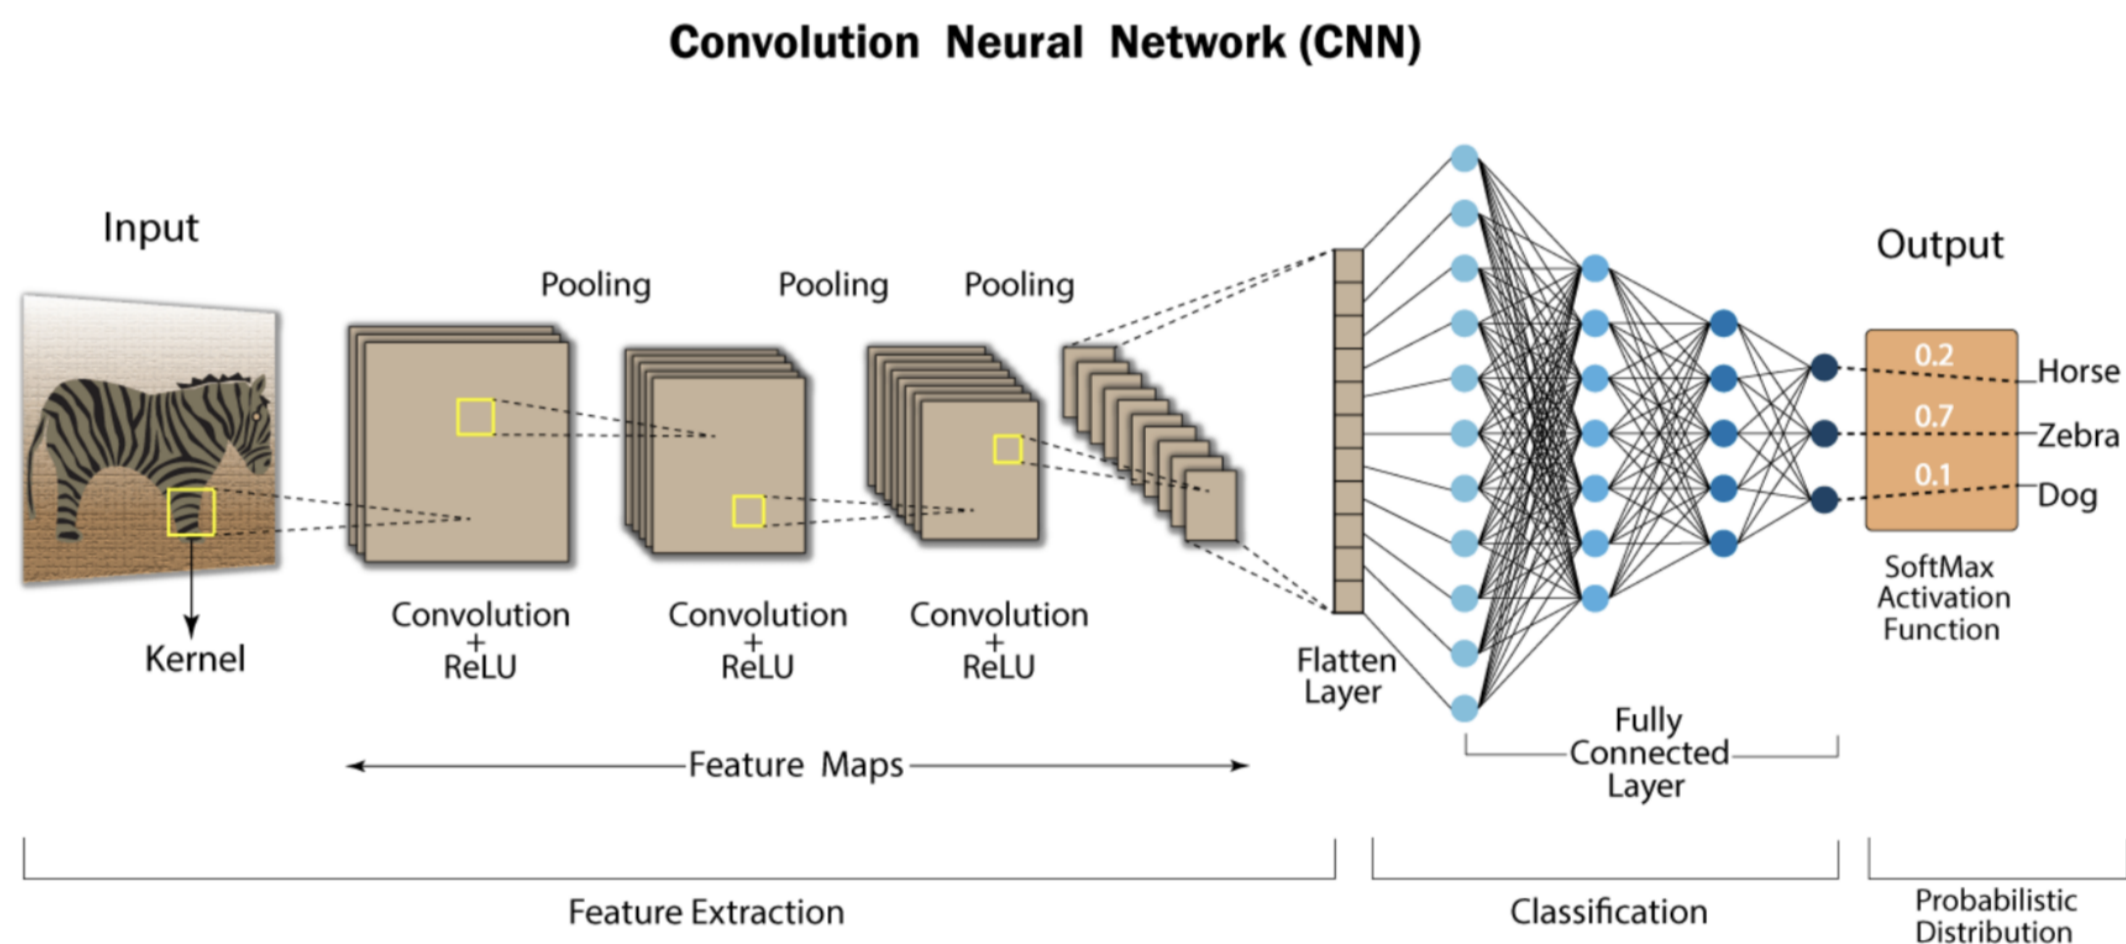 Convolution Neural Network (CNN)
Input
Pooling
Pooling
Pooling
Output
0.2
Horse
0.7
Zebra
0.1
Dog
Kernel
Convolution
+
ReLU
Convolution
+
ReLU
Convolution
+
ReLU
Flatten
Layer
SoftMax
Activation
Function
Fully
Connected
Layer
Feature Maps
Feature Extraction
Classification
Probabilistic
Distribution